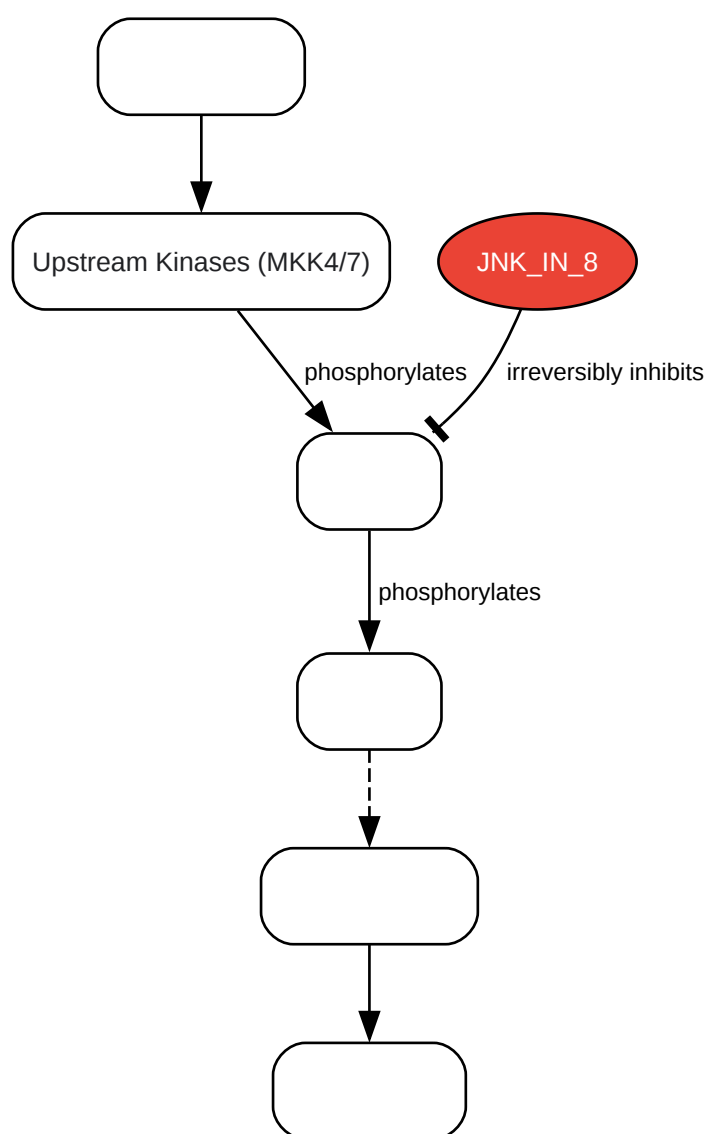 Upstream Kinases (MKK4/7)
JNK_IN_8
phosphorylates
irreversibly inhibits
phosphorylates